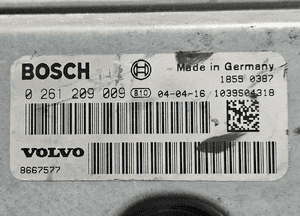 BOSCH Made in Germany
1855 0387
0 261 209 009 B10 04-04-16 1039S04318
VOLVO
8667577